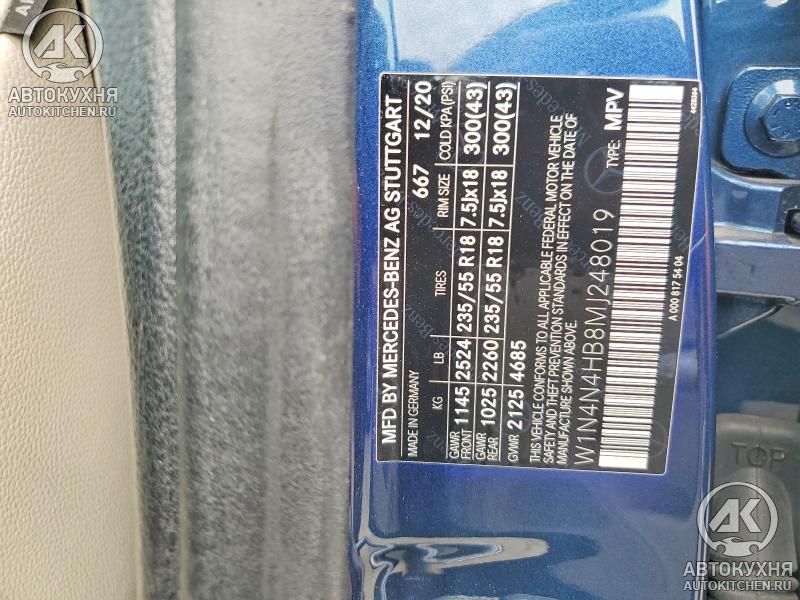 MFD BY MERCEDES-BENZ AG STUTTGART
MADE IN GERMANY 667 12/20
KG LB TIRES RIM SIZE COLD KPA (PSI)
GAWR FRONT 1145 2524 235/55 R18 7.5Jx18 300(43)
GAWR REAR 1025 2260 235/55 R18 7.5Jx18 300(43)
GVWR 2125 4685
THIS VEHICLE CONFORMS TO ALL APPLICABLE FEDERAL MOTOR VEHICLE
SAFETY AND THEFT PREVENTION STANDARDS IN EFFECT ON THE DATE OF
MANUFACTURE SHOWN ABOVE.
W1N4N4HB8MJ248019 TYPE: MPV
A 000 817 54 04
Mercedes-Benz
TOP
АК
АВТОКУХНЯ
AUTOKITCHEN.RU
АК
АВТОКУХНЯ
AUTOKITCHEN.RU